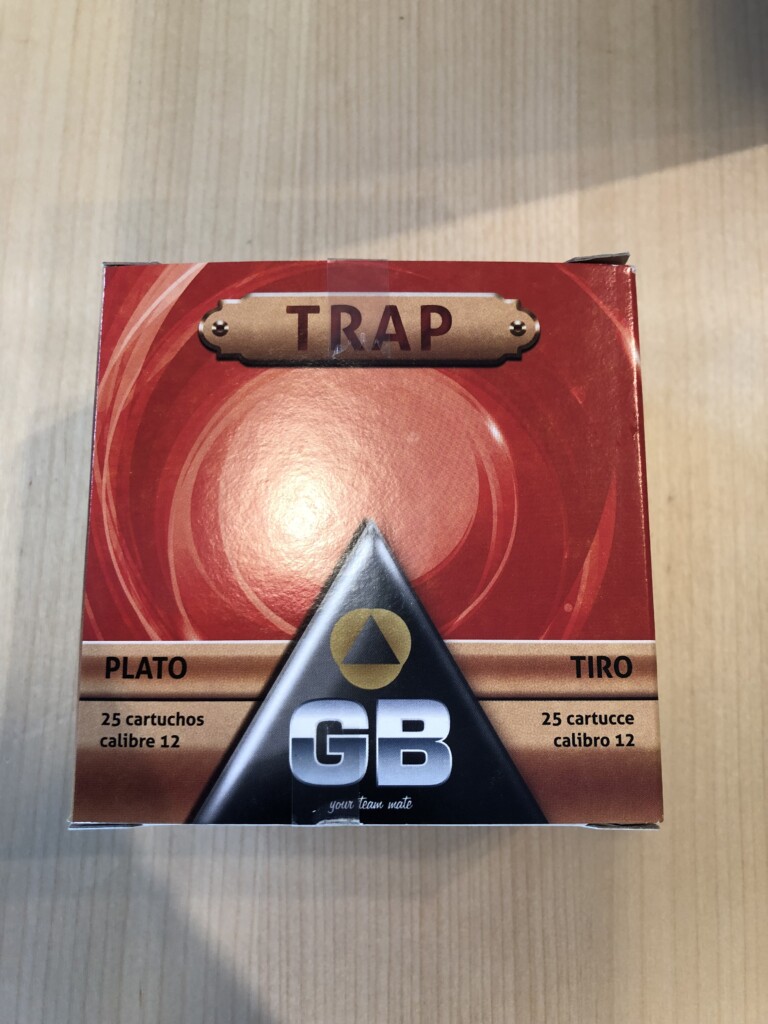 TRAP
PLATO
TIRO
25 cartuchos
calibre 12
25 cartucce
calibro 12
GB
your team mate